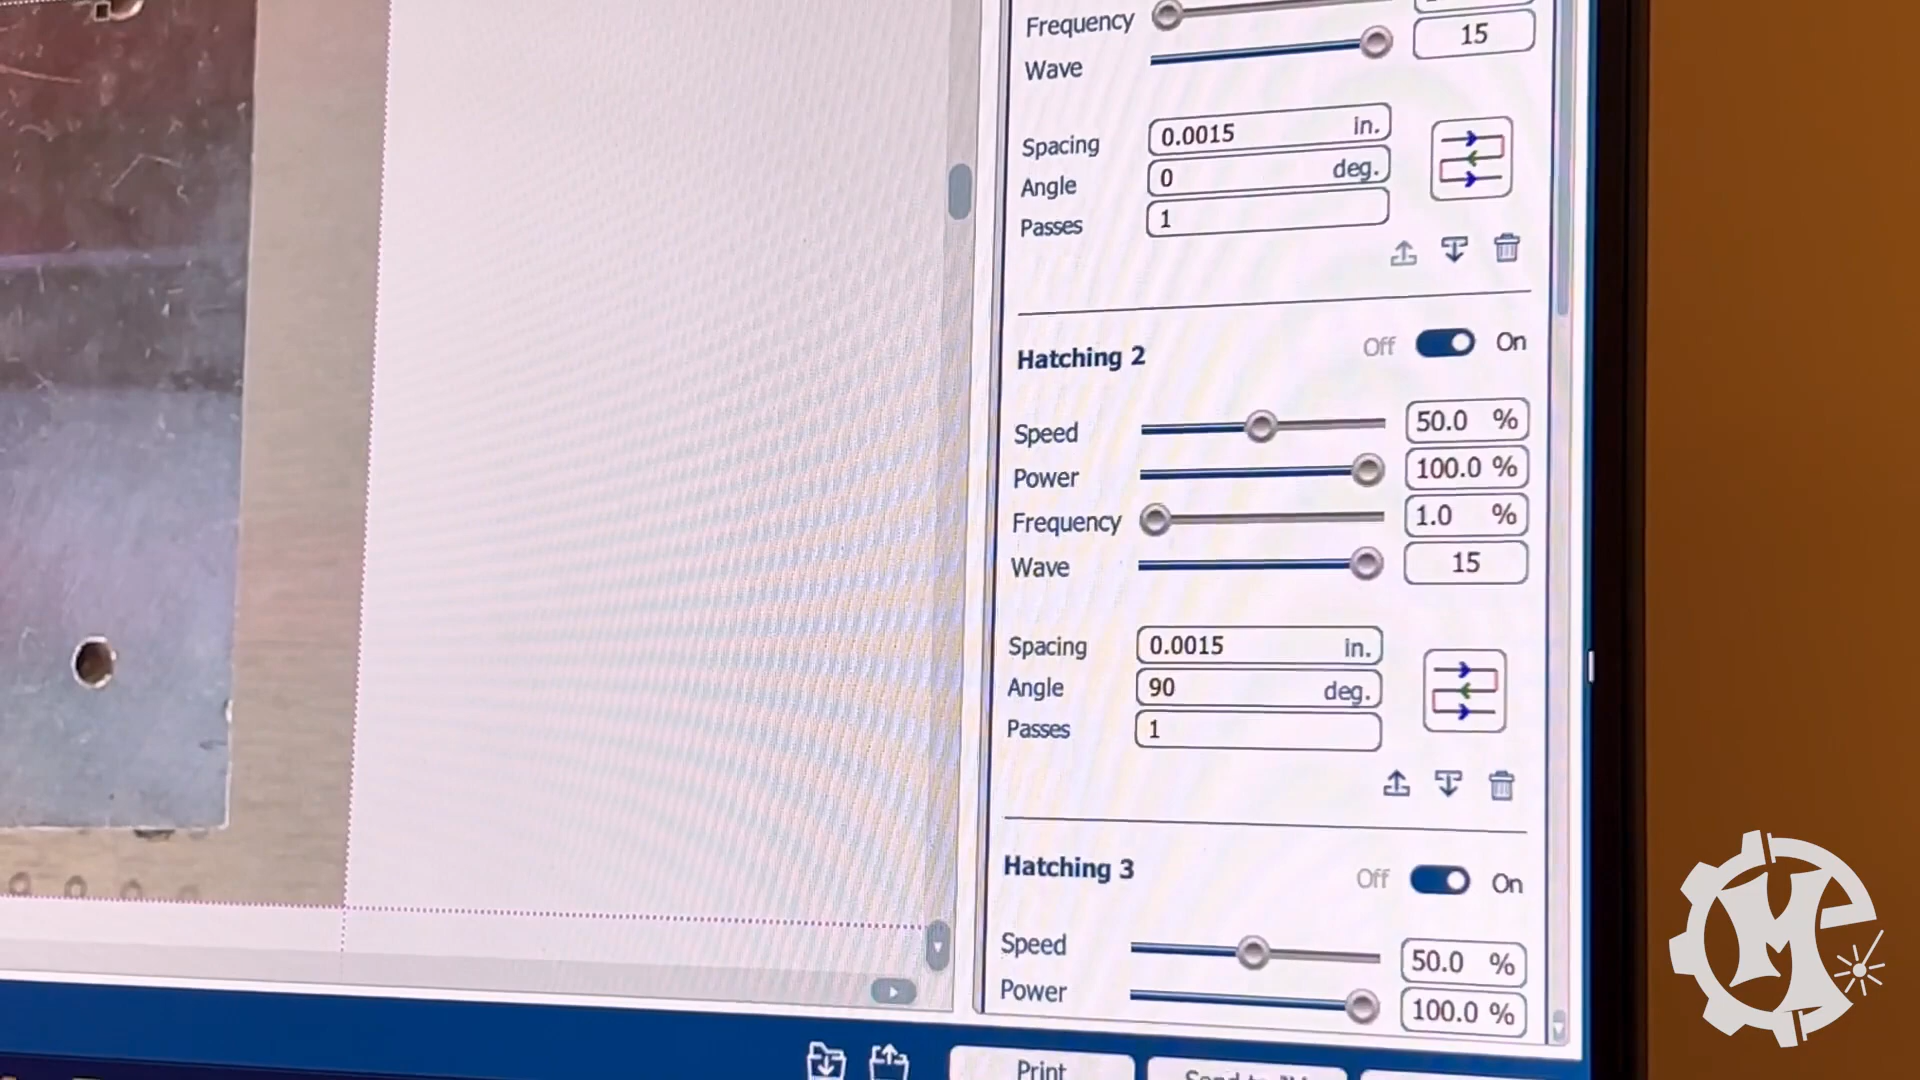 Frequency
Wave 15
Spacing 0.0015 in.
Angle 0 deg.
Passes 1
Hatching 2 Off On
Speed 50.0 %
Power 100.0 %
Frequency 1.0 %
Wave 15
Spacing 0.0015 in.
Angle 90 deg.
Passes 1
Hatching 3 Off On
Speed 50.0 %
Power 100.0 %
Print